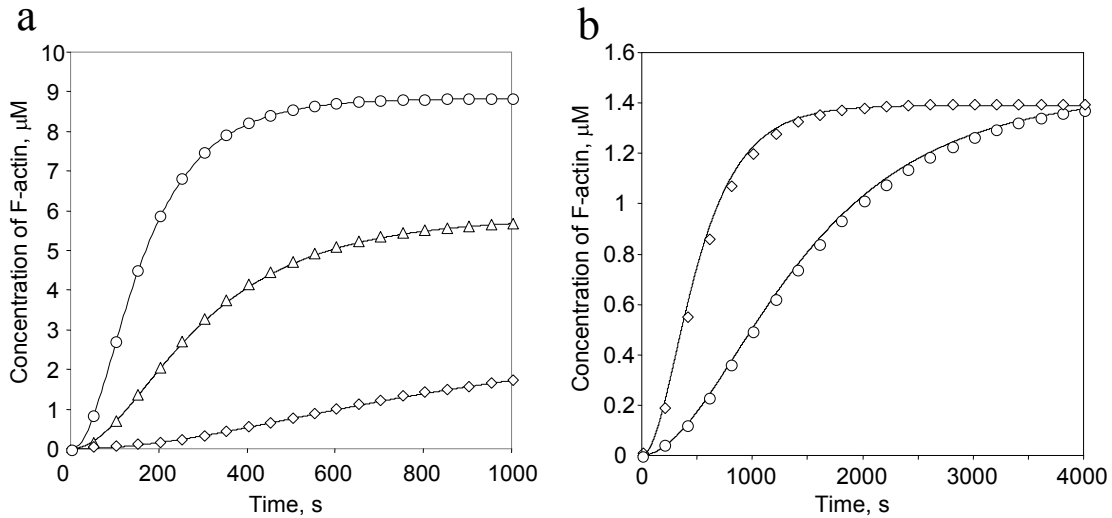 a
10
9
8
7
6
5
4
3
2
1
0
Concentration of F-actin, μM
0 200 400 600 800 1000
Time, s
b
1.6
1.4
1.2
1
0.8
0.6
0.4
0.2
0
Concentration of F-actin, μM
0 1000 2000 3000 4000
Time, s